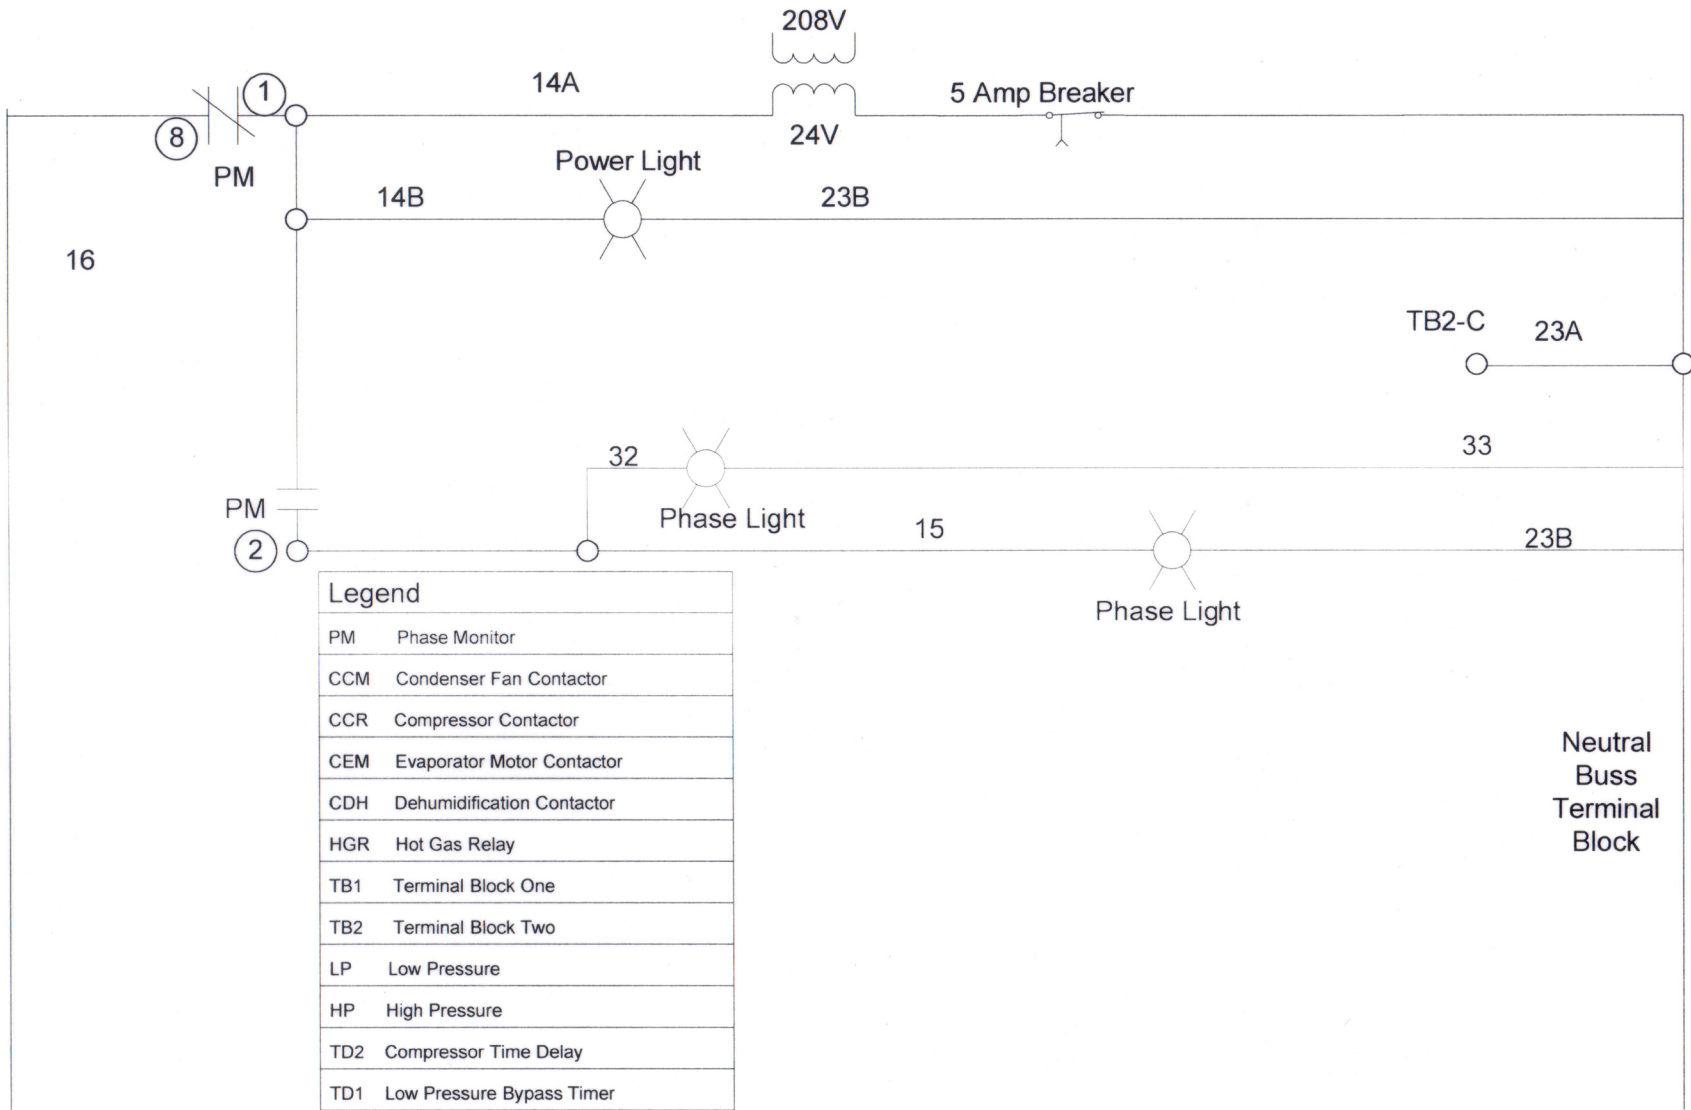 208V
14A
5 Amp Breaker
1
8
24V
PM
Power Light
14B
23B
16
TB2-C
23A
32
33
PM
Phase Light
15
2
23B
Phase Light
Legend
PM Phase Monitor
CCM Condenser Fan Contactor
CCR Compressor Contactor
CEM Evaporator Motor Contactor
CDH Dehumidification Contactor
HGR Hot Gas Relay
TB1 Terminal Block One
TB2 Terminal Block Two
LP Low Pressure
HP High Pressure
TD2 Compressor Time Delay
TD1 Low Pressure Bypass Timer
Neutral
Buss
Terminal
Block